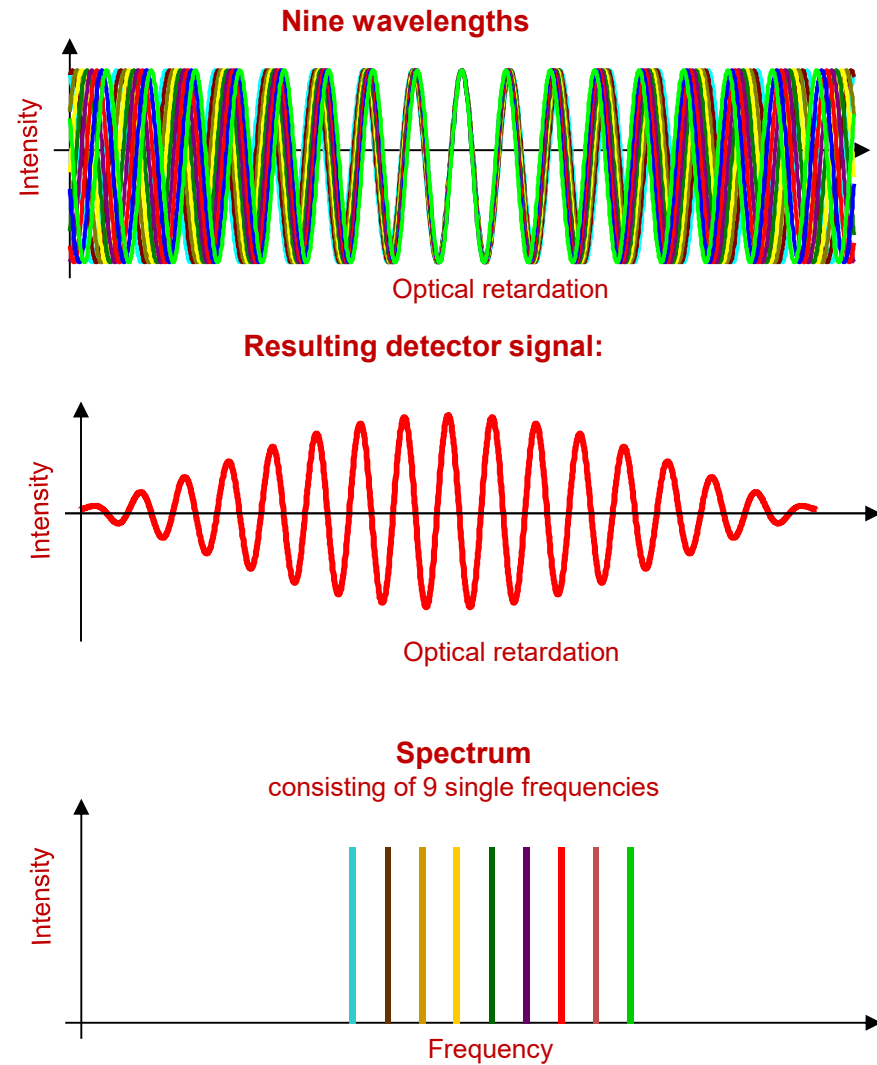 Nine wavelengths
Intensity
Optical retardation
Resulting detector signal:
Intensity
Optical retardation
Spectrum
consisting of 9 single frequencies
Intensity
Frequency